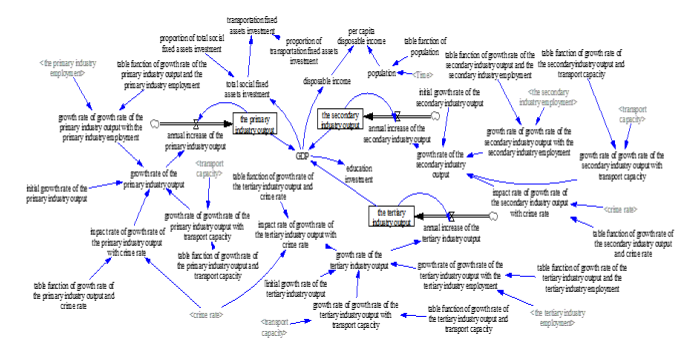 transportation fixed
assets investment
proportion of total social
fixed assets investment
proportion of
transportation fixed assets
investment
per capita
disposable income
table function of
population
population
<Time>
disposable income
total social fixed
assets investment
<the primary industry
employment>
table function of growth rate of the
primary industry output and the
primary industry employment
growth rate of growth rate of
the primary industry output with the
primary industry employment
annual increase of the
primary industry output
the primary
industry output
the secondary
industry output
annual increase of the
secondary industry output
initial growth rate of the
secondary industry output
table function of growth rate of the
secondary industry output and
the secondary industry employment
table function of growth rate of the
secondary industry output and
transport capacity
<the secondary
industry employment>
<transport
capacity>
growth rate of growth rate of the
secondary industry output with the
secondary industry employment
growth rate of growth rate of the
secondary industry output with
transport capacity
growth rate of the
secondary industry
output
GDP
education
investment
growth rate of the
primary industry output
<transport
capacity>
initial growth rate of the
primary industry output
table function of growth rate of the
tertiary industry output and
crime rate
impact rate of growth rate of
the secondary industry output
with crime rate
<crime rate>
table function of growth rate of
the secondary industry output
and crime rate
growth rate of growth rate of the
primary industry output with
transport capacity
impact rate of growth rate of
the primary industry output
with crime rate
table function of growth rate of
the primary industry output and
transport capacity
table function of growth rate of
the primary industry output and
crime rate
<crime rate>
impact rate of growth rate of
the tertiary industry output with
crime rate
the tertiary
industry output
annual increase of the
tertiary industry output
growth rate of the
tertiary industry output
Iinitial growth rate of the
tertiary industry output
growth rate of growth rate of the
tertiary industry output with the
tertiary industry employment
table function of growth rate of the
tertiary industry output and the
tertiary industry employment
growth rate of growth rate of the
tertiary industry output with
transport capacity
<transport
capacity>
table function of growth rate of the
tertiary industry output and
transport capacity
<the tertiary industry
employment>